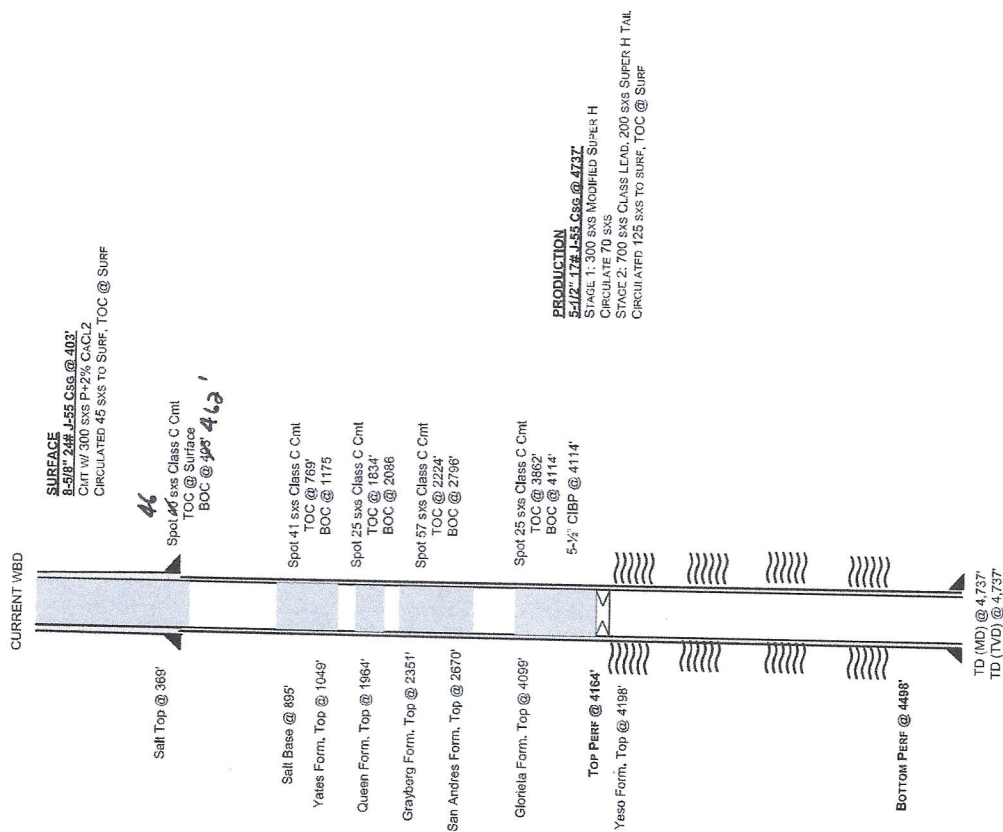 CURRENT WBD
SURFACE
8-5/8" 24# J-55 CSG @ 403'
CMT W/ 300 SXS P+2% CACL2
CIRCULATED 45 SXS TO SURF, TOC @ SURF
Salt Top @ 369'
46
Spot sxs Class C Cmt
TOC @ Surface
BOC @ 403' 462'
Salt Base @ 895'
Yates Form. Top @ 1049'
Spot 41 sxs Class C Cmt
TOC @ 769'
BOC @ 1175
Queen Form. Top @ 1964'
Spot 25 sxs Class C Cmt
TOC @ 1834'
BOC @ 2086
Grayberg Form. Top @ 2351'
San Andres Form. Top @ 2670'
Spot 57 sxs Class C Cmt
TOC @ 2224'
BOC @ 2796'
Glorieta Form. Top @ 4099'
Spot 25 sxs Class C Cmt
TOC @ 3862'
BOC @ 4114'
5-½" CIBP @ 4114'
TOP PERF @ 4164'
Yeso Form. Top @ 4198'
PRODUCTION
5-1/2" 17# J-55 CSG @ 4737'
STAGE 1: 300 SXS MODIFIED SUPER H
CIRCULATE 70 SXS
STAGE 2: 700 SXS CLASS LEAD, 200 SXS SUPER H TAIL
CIRCULATED 125 SXS TO SURF, TOC @ SURF
BOTTOM PERF @ 4498'
TD (MD) @ 4,737'
TD (TVD) @ 4,737'